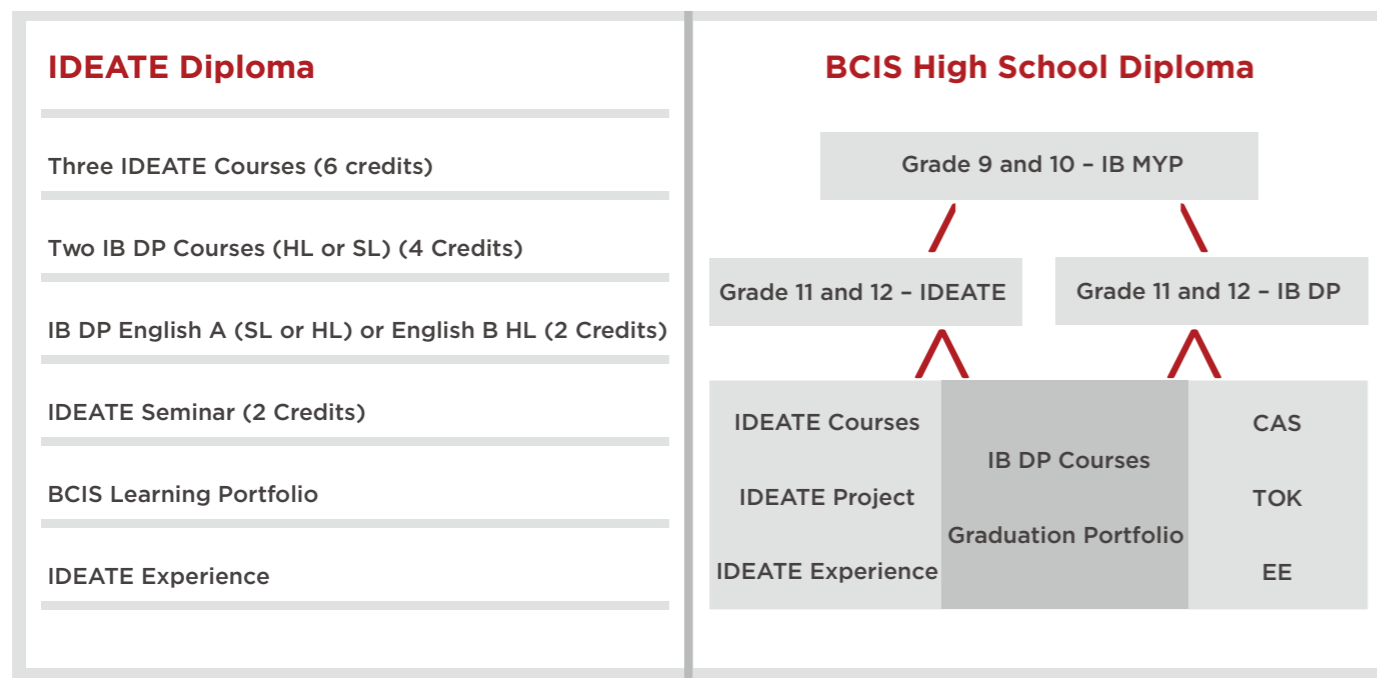 IDEATE Diploma
Three IDEATE Courses (6 credits)
Two IB DP Courses (HL or SL) (4 Credits)
IB DP English A (SL or HL) or English B HL (2 Credits)
IDEATE Seminar (2 Credits)
BCIS Learning Portfolio
IDEATE Experience
BCIS High School Diploma
Grade 9 and 10 – IB MYP
Grade 11 and 12 – IDEATE
Grade 11 and 12 – IB DP
IDEATE Courses
IDEATE Project
IDEATE Experience
IB DP Courses
Graduation Portfolio
CAS
TOK
EE